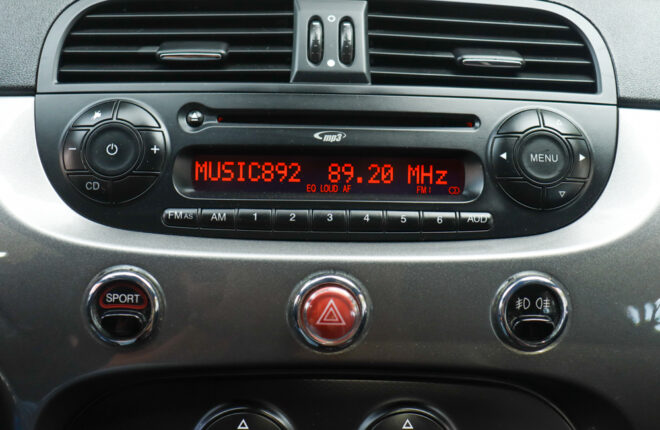 mp3
MUSIC892 89.20 MHz
EQ LOUD AF FM1 CD
- +
CD
MENU
FM AS AM 1 2 3 4 5 6 AUD
SPORT